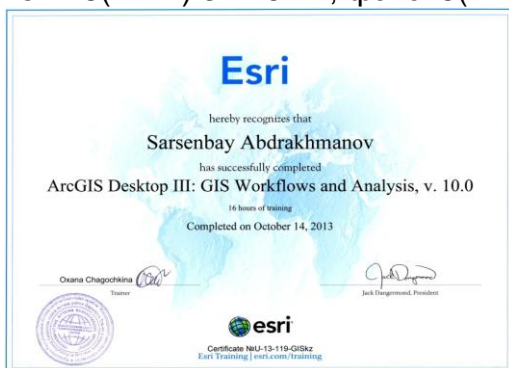 Esri
hereby recognizes that
Sarsenbay Abdrakhmanov
has successfully completed
ArcGIS Desktop III: GIS Workflows and Analysis, v. 10.0
16 hours of training
Completed on October 14, 2013
Oxana Chagochkina
Trainer
Jack Dangermond, President
esri
Certificate №U-13-119-GISkz
Esri Training | esri.com/training